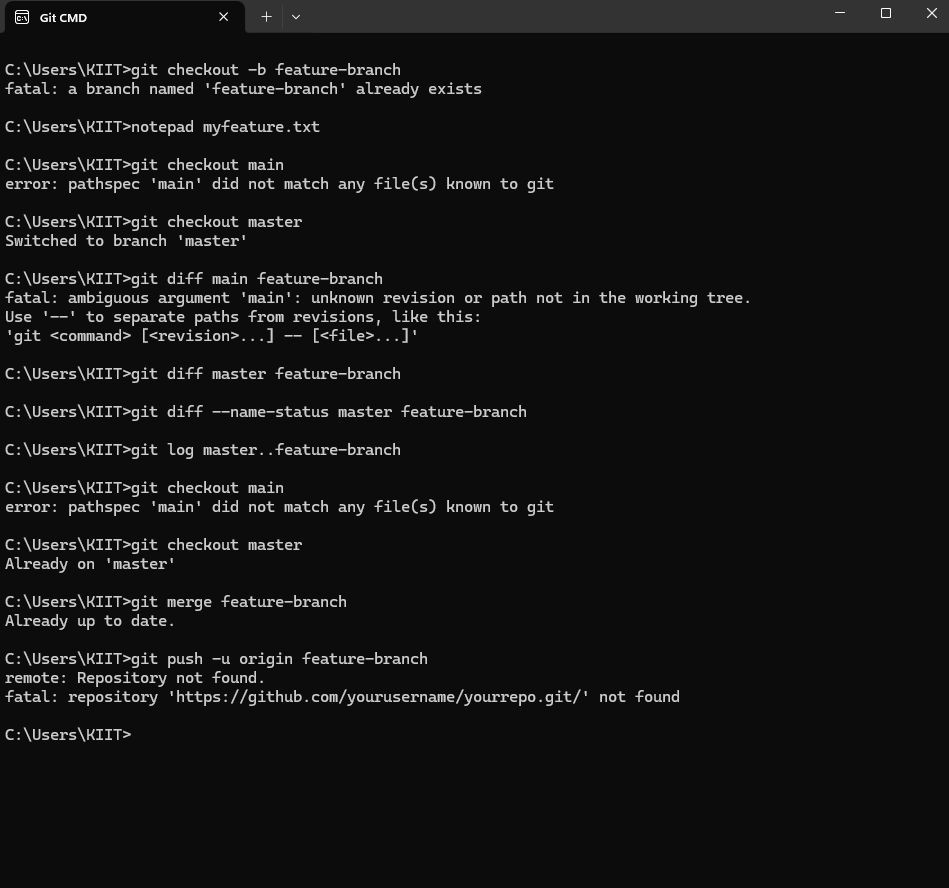 Git CMD
C:\Users\KIIT>git checkout -b feature-branch
fatal: a branch named 'feature-branch' already exists
C:\Users\KIIT>notepad myfeature.txt
C:\Users\KIIT>git checkout main
error: pathspec 'main' did not match any file(s) known to git
C:\Users\KIIT>git checkout master
Switched to branch 'master'
C:\Users\KIIT>git diff main feature-branch
fatal: ambiguous argument 'main': unknown revision or path not in the working tree.
Use '--' to separate paths from revisions, like this:
'git <command> [<revision>...] -- [<file>...]'
C:\Users\KIIT>git diff master feature-branch
C:\Users\KIIT>git diff --name-status master feature-branch
C:\Users\KIIT>git log master..feature-branch
C:\Users\KIIT>git checkout main
error: pathspec 'main' did not match any file(s) known to git
C:\Users\KIIT>git checkout master
Already on 'master'
C:\Users\KIIT>git merge feature-branch
Already up to date.
C:\Users\KIIT>git push -u origin feature-branch
remote: Repository not found.
fatal: repository 'https://github.com/yourusername/yourrepo.git/' not found
C:\Users\KIIT>